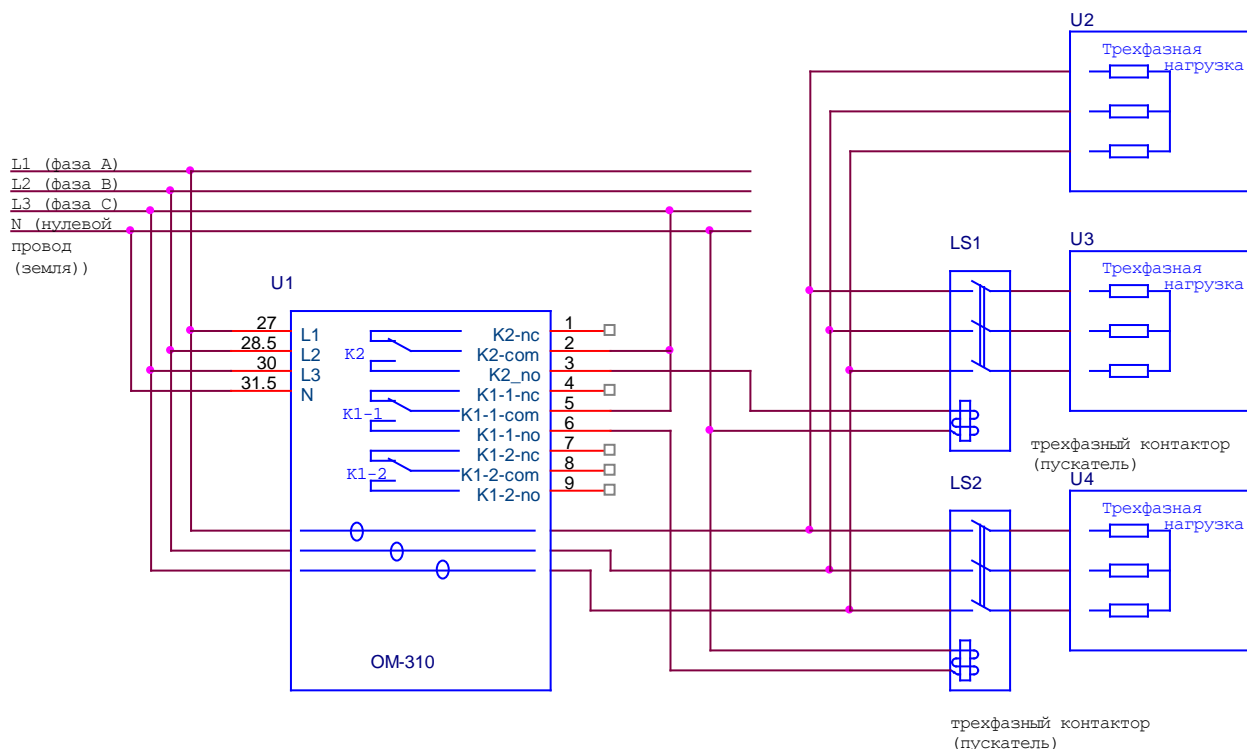 U2
Трехфазная
нагрузка
L1 (фаза A)
L2 (фаза B)
L3 (фаза C)
N (нулевой
провод
(земля))
U1
27
28.5
30
31.5
L1
L2
L3
N
K2
K1-1
K1-2
K2-nc
K2-com
K2_no
K1-1-nc
K1-1-com
K1-1-no
K1-2-nc
K1-2-com
K1-2-no
1
2
3
4
5
6
7
8
9
OM-310
LS1
U3
Трехфазная
нагрузка
трехфазный контактор
(пускатель)
LS2
U4
Трехфазная
нагрузка
трехфазный контактор
(пускатель)